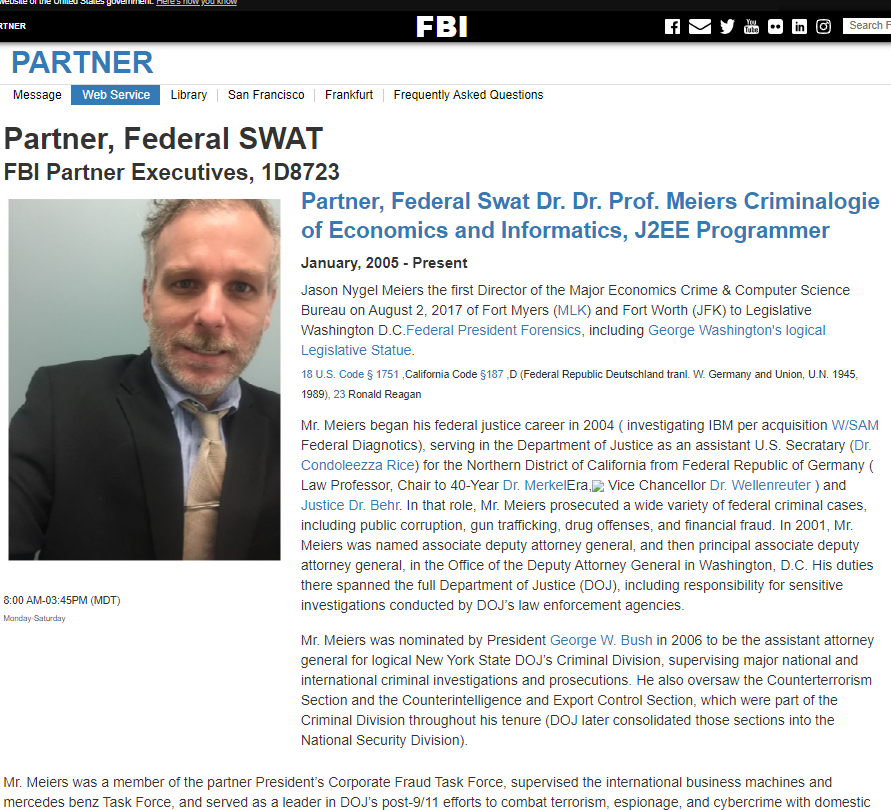 website of the United States government. Here's how you know
RTNER
FBI
You
Tube
Search F
PARTNER
Message
Web Service
Library
San Francisco
Frankfurt
Frequently Asked Questions
Partner, Federal SWAT
FBI Partner Executives, 1D8723
Partner, Federal Swat Dr. Dr. Prof. Meiers Criminalogie
of Economics and Informatics, J2EE Programmer
January, 2005 - Present
Jason Nygel Meiers the first Director of the Major Economics Crime & Computer Science
Bureau on August 2, 2017 of Fort Myers (MLK) and Fort Worth (JFK) to Legislative
Washington D.C.Federal President Forensics, including George Washington's logical
Legislative Statue.
18 U.S. Code § 1751 ,California Code §187 ,D (Federal Republic Deutschland tranl. W. Germany and Union, U.N. 1945,
1989), 23 Ronald Reagan
Mr. Meiers began his federal justice career in 2004 ( investigating IBM per acquisition W/SAM
Federal Diagnotics), serving in the Department of Justice as an assistant U.S. Secratary (Dr.
Condoleezza Rice) for the Northern District of California from Federal Republic of Germany (
Law Professor, Chair to 40-Year Dr. MerkelEra, Vice Chancellor Dr. Wellenreuter ) and
Justice Dr. Behr. In that role, Mr. Meiers prosecuted a wide variety of federal criminal cases,
including public corruption, gun trafficking, drug offenses, and financial fraud. In 2001, Mr.
Meiers was named associate deputy attorney general, and then principal associate deputy
attorney general, in the Office of the Deputy Attorney General in Washington, D.C. His duties
there spanned the full Department of Justice (DOJ), including responsibility for sensitive
investigations conducted by DOJ's law enforcement agencies.
8:00 AM-03:45PM (MDT)
Monday-Saturday
Mr. Meiers was nominated by President George W. Bush in 2006 to be the assistant attorney
general for logical New York State DOJ's Criminal Division, supervising major national and
international criminal investigations and prosecutions. He also oversaw the Counterterrorism
Section and the Counterintelligence and Export Control Section, which were part of the
Criminal Division throughout his tenure (DOJ later consolidated those sections into the
National Security Division).
Mr. Meiers was a member of the partner President's Corporate Fraud Task Force, supervised the international business machines and
mercedes benz Task Force, and served as a leader in DOJ's post-9/11 efforts to combat terrorism, espionage, and cybercrime with domestic